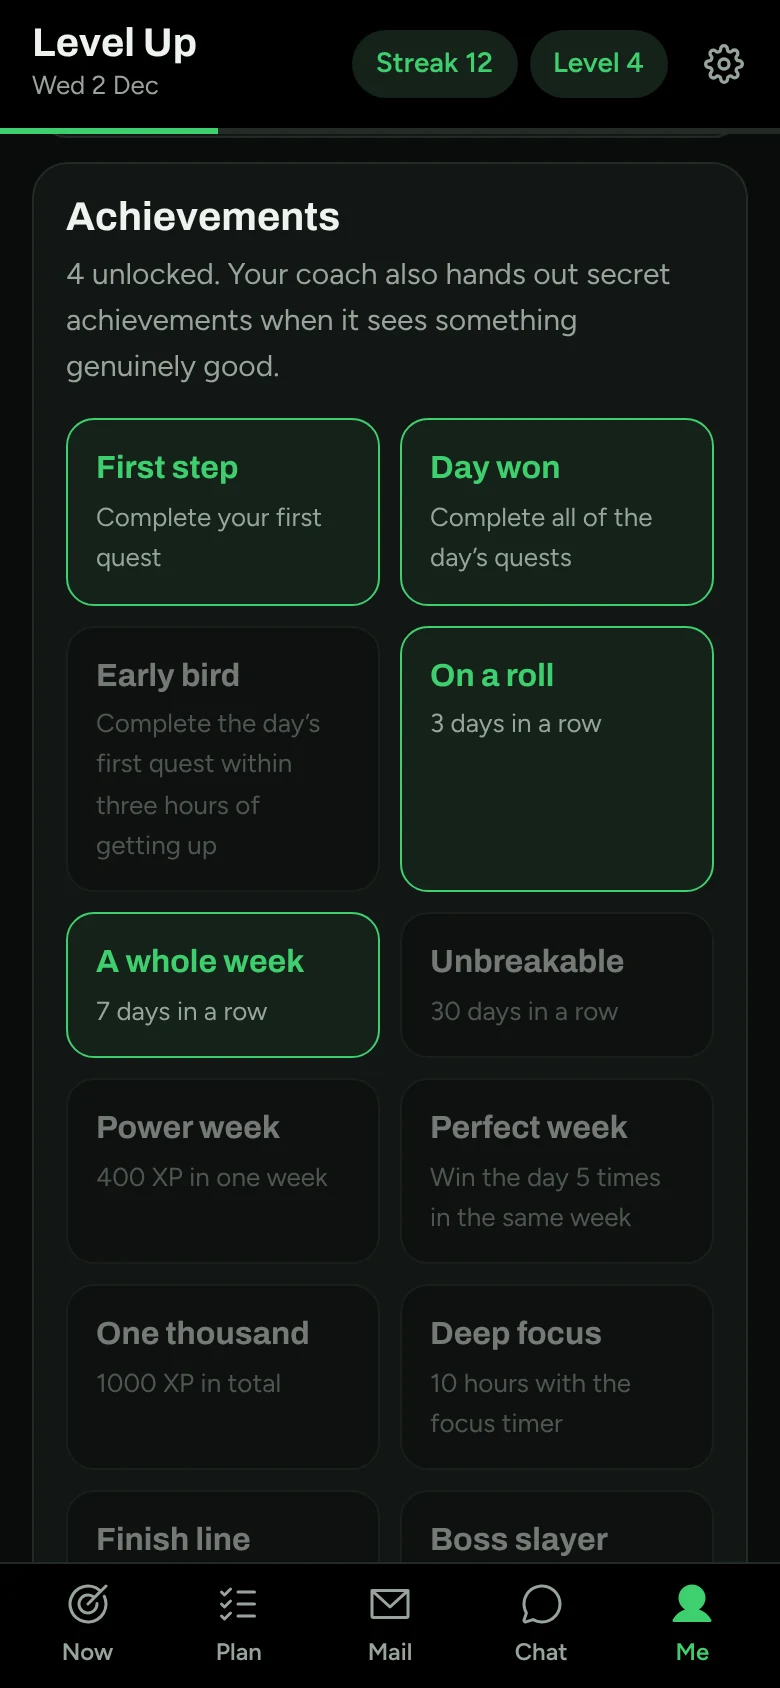 Level Up
Wed 2 Dec
Streak 12
Level 4
Achievements
4 unlocked. Your coach also hands out secret
achievements when it sees something
genuinely good.
First step
Complete your first
quest
Day won
Complete all of the
day’s quests
Early bird
Complete the day’s
first quest within
three hours of
getting up
On a roll
3 days in a row
A whole week
7 days in a row
Unbreakable
30 days in a row
Power week
400 XP in one week
Perfect week
Win the day 5 times
in the same week
One thousand
1000 XP in total
Deep focus
10 hours with the
focus timer
Finish line
Boss slayer
Now
Plan
Mail
Chat
Me